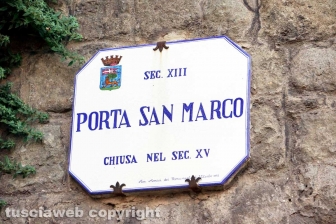 SEC. XIII
PORTA SAN MARCO
CHIUSA NEL SEC. XV
tusciaweb copyright